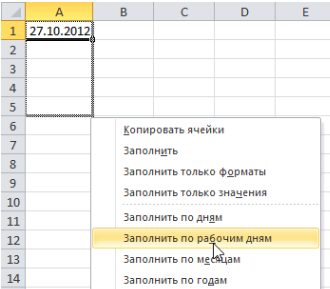 A B C D E
1 27.10.2012
2
3
4
5
6
7
8
9
10
11
12
13
14
Копировать ячейки
Заполнить
Заполнить только форматы
Заполнить только значения
Заполнить по дням
Заполнить по рабочим дням
Заполнить по месяцам
Заполнить по годам